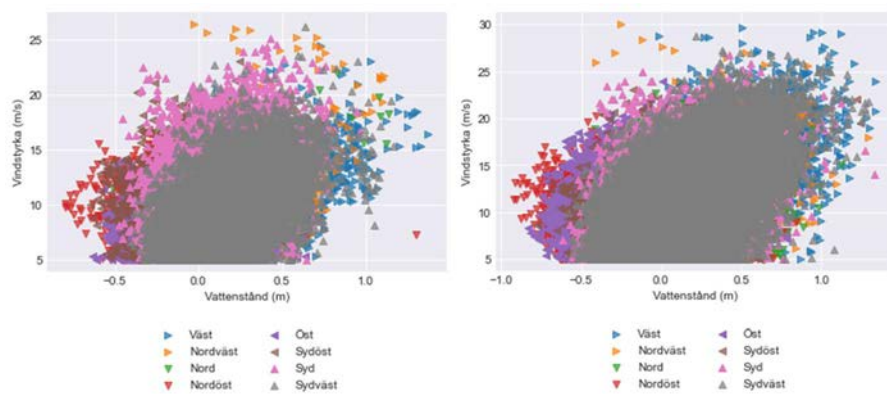 25
20
15
10
5
Vindstyrka (m/s)
−0.5 0.0 0.5 1.0
Vattenstånd (m)
Väst Öst
Nordväst Sydöst
Nord Syd
Nordöst Sydväst
30
25
20
15
10
5
Vindstyrka (m/s)
−1.0 −0.5 0.0 0.5 1.0
Vattenstånd (m)
Väst Öst
Nordväst Sydöst
Nord Syd
Nordöst Sydväst